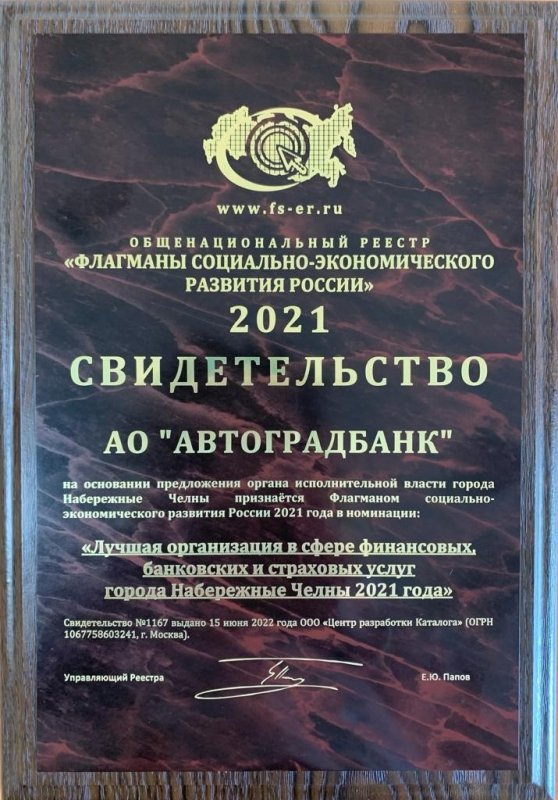 www.fs-er.ru
ОБЩЕНАЦИОНАЛЬНЫЙ РЕЕСТР
«ФЛАГМАНЫ СОЦИАЛЬНО-ЭКОНОМИЧЕСКОГО
РАЗВИТИЯ РОССИИ»
2021
СВИДЕТЕЛЬСТВО
АО "АВТОГРАДБАНК"
на основании предложения органа исполнительной власти города
Набережные Челны признаётся Флагманом социально-
экономического развития России 2021 года в номинации:
«Лучшая организация в сфере финансовых,
банковских и страховых услуг
города Набережные Челны 2021 года»
Свидетельство №1167 выдано 15 июня 2022 года ООО «Центр разработки Каталога» (ОГРН
1067758603241, г. Москва).
Управляющий Реестра Е.Ю. Папов